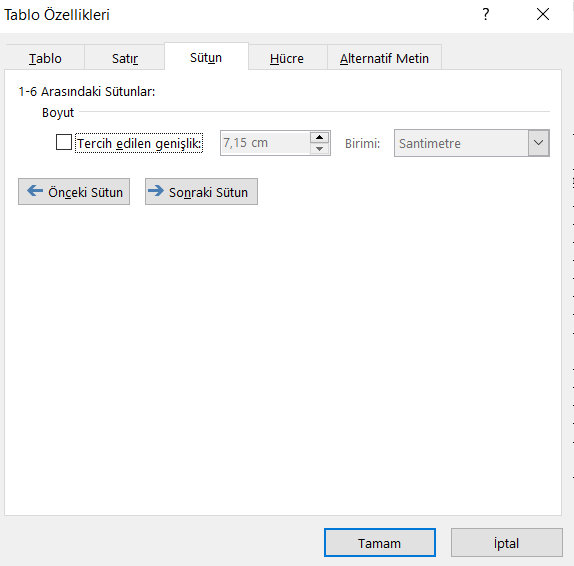 Tablo Özellikleri ?
Tablo Satır Sütun Hücre Alternatif Metin
1-6 Arasındaki Sütunlar:
Boyut
Tercih edilen genişlik: 7,15 cm Birimi: Santimetre
Önceki Sütun Sonraki Sütun
Tamam İptal